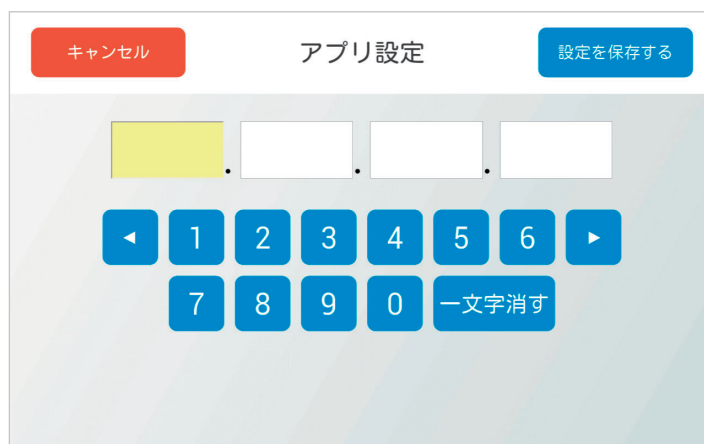 キャンセル アプリ設定 設定を保存する
. . .
◀ 1 2 3 4 5 6 ▶
7 8 9 0 一文字消す